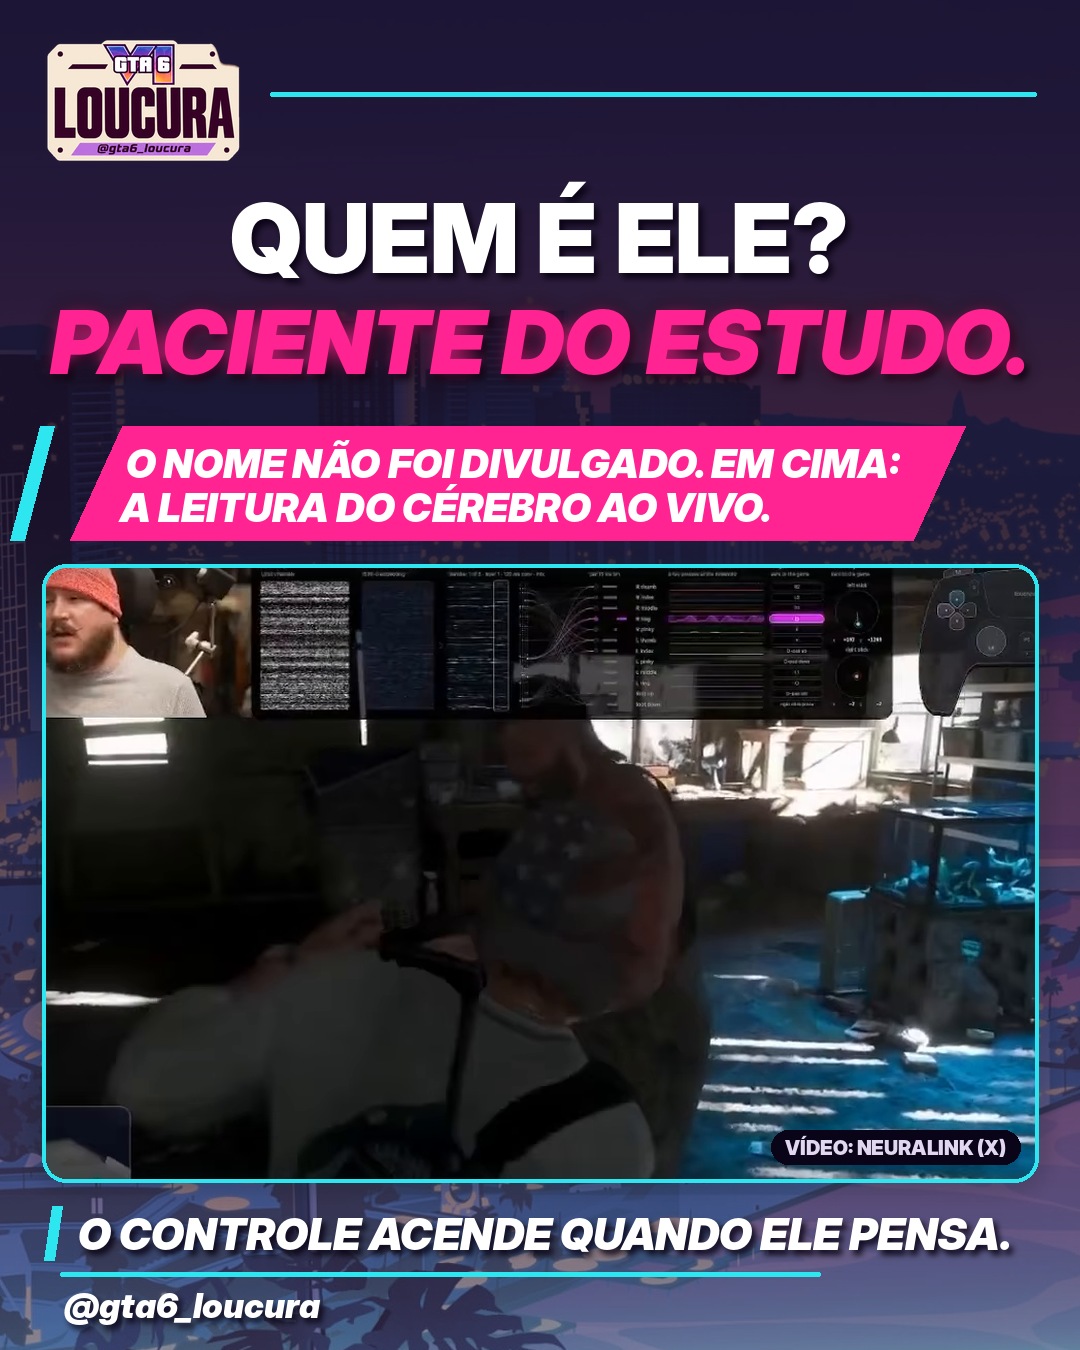 GTA 6
LOUCURA
@gta6_loucura
QUEM É ELE?
PACIENTE DO ESTUDO.
O NOME NÃO FOI DIVULGADO. EM CIMA:
A LEITURA DO CÉREBRO AO VIVO.
VÍDEO: NEURALINK (X)
O CONTROLE ACENDE QUANDO ELE PENSA.
@gta6_loucura